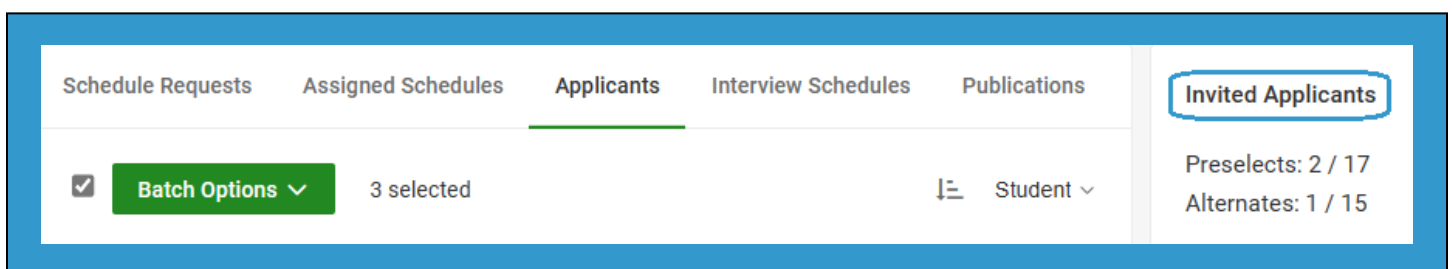 Schedule Requests Assigned Schedules Applicants Interview Schedules Publications
Batch Options 3 selected Student
Invited Applicants
Preselects: 2 / 17
Alternates: 1 / 15